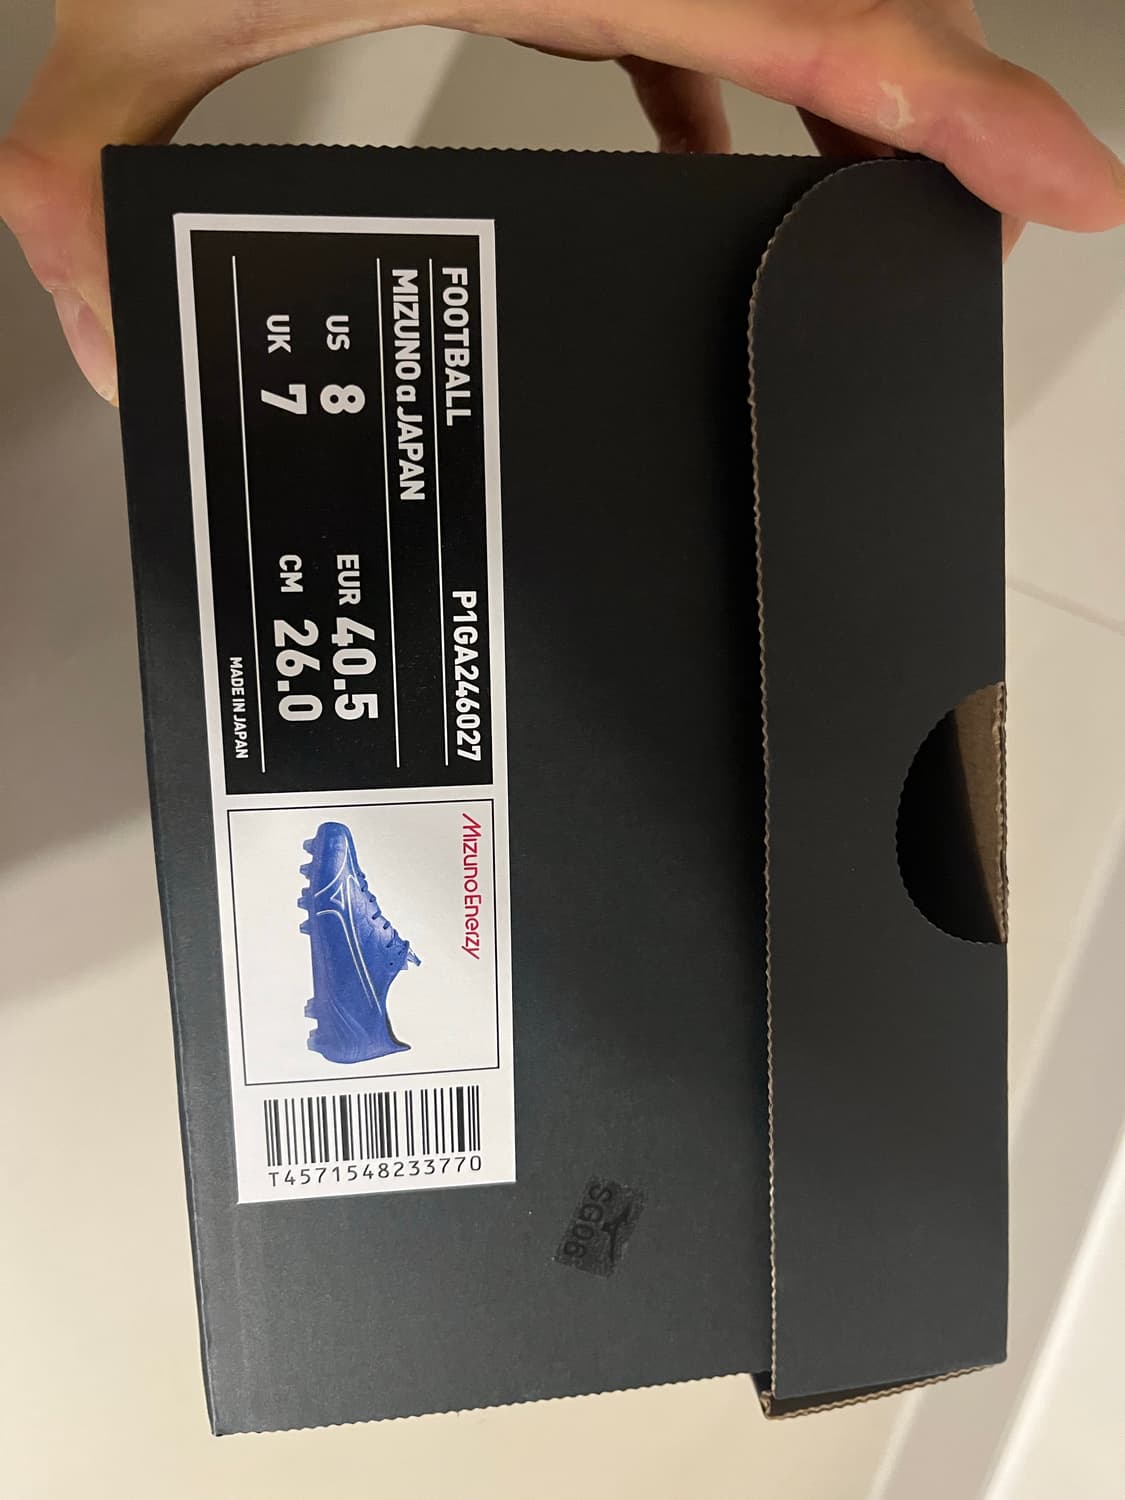 FOOTBALL P1GA246027
MIZUNO α JAPAN
US 8 EUR 40.5
UK 7 CM 26.0
MADE IN JAPAN
MizunoEnerzy
T4571548233770
SG06